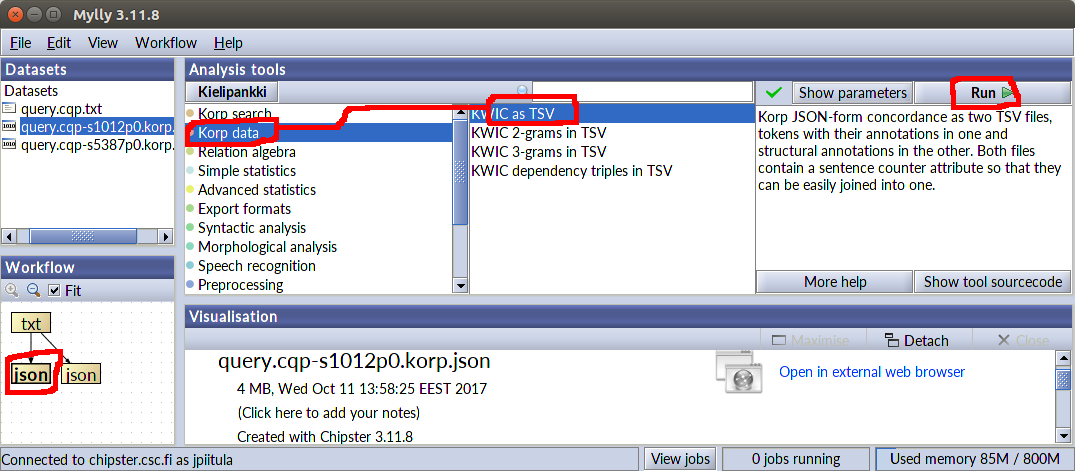 Mylly 3.11.8
File Edit View Workflow Help
Datasets
Datasets
query.cqp.txt
query.cqp-s1012p0.korp.
query.cqp-s5387p0.korp.
Workflow
Fit
txt
json json
Analysis tools
Kielipankki
Korp search
Korp data
Relation algebra
Simple statistics
Advanced statistics
Export formats
Syntactic analysis
Morphological analysis
Speech recognition
Preprocessing
KWIC as TSV
KWIC 2-grams in TSV
KWIC 3-grams in TSV
KWIC dependency triples in TSV
Show parameters Run
Korp JSON-form concordance as two TSV files,
tokens with their annotations in one and
structural annotations in the other. Both files
contain a sentence counter attribute so that they
can be easily joined into one.
More help Show tool sourcecode
Visualisation
Maximise Detach Close
query.cqp-s1012p0.korp.json
4 MB, Wed Oct 11 13:58:25 EEST 2017
(Click here to add your notes)
Created with Chipster 3.11.8
Open in external web browser
Connected to chipster.csc.fi as jpiitula View jobs 0 jobs running Used memory 85M / 800M